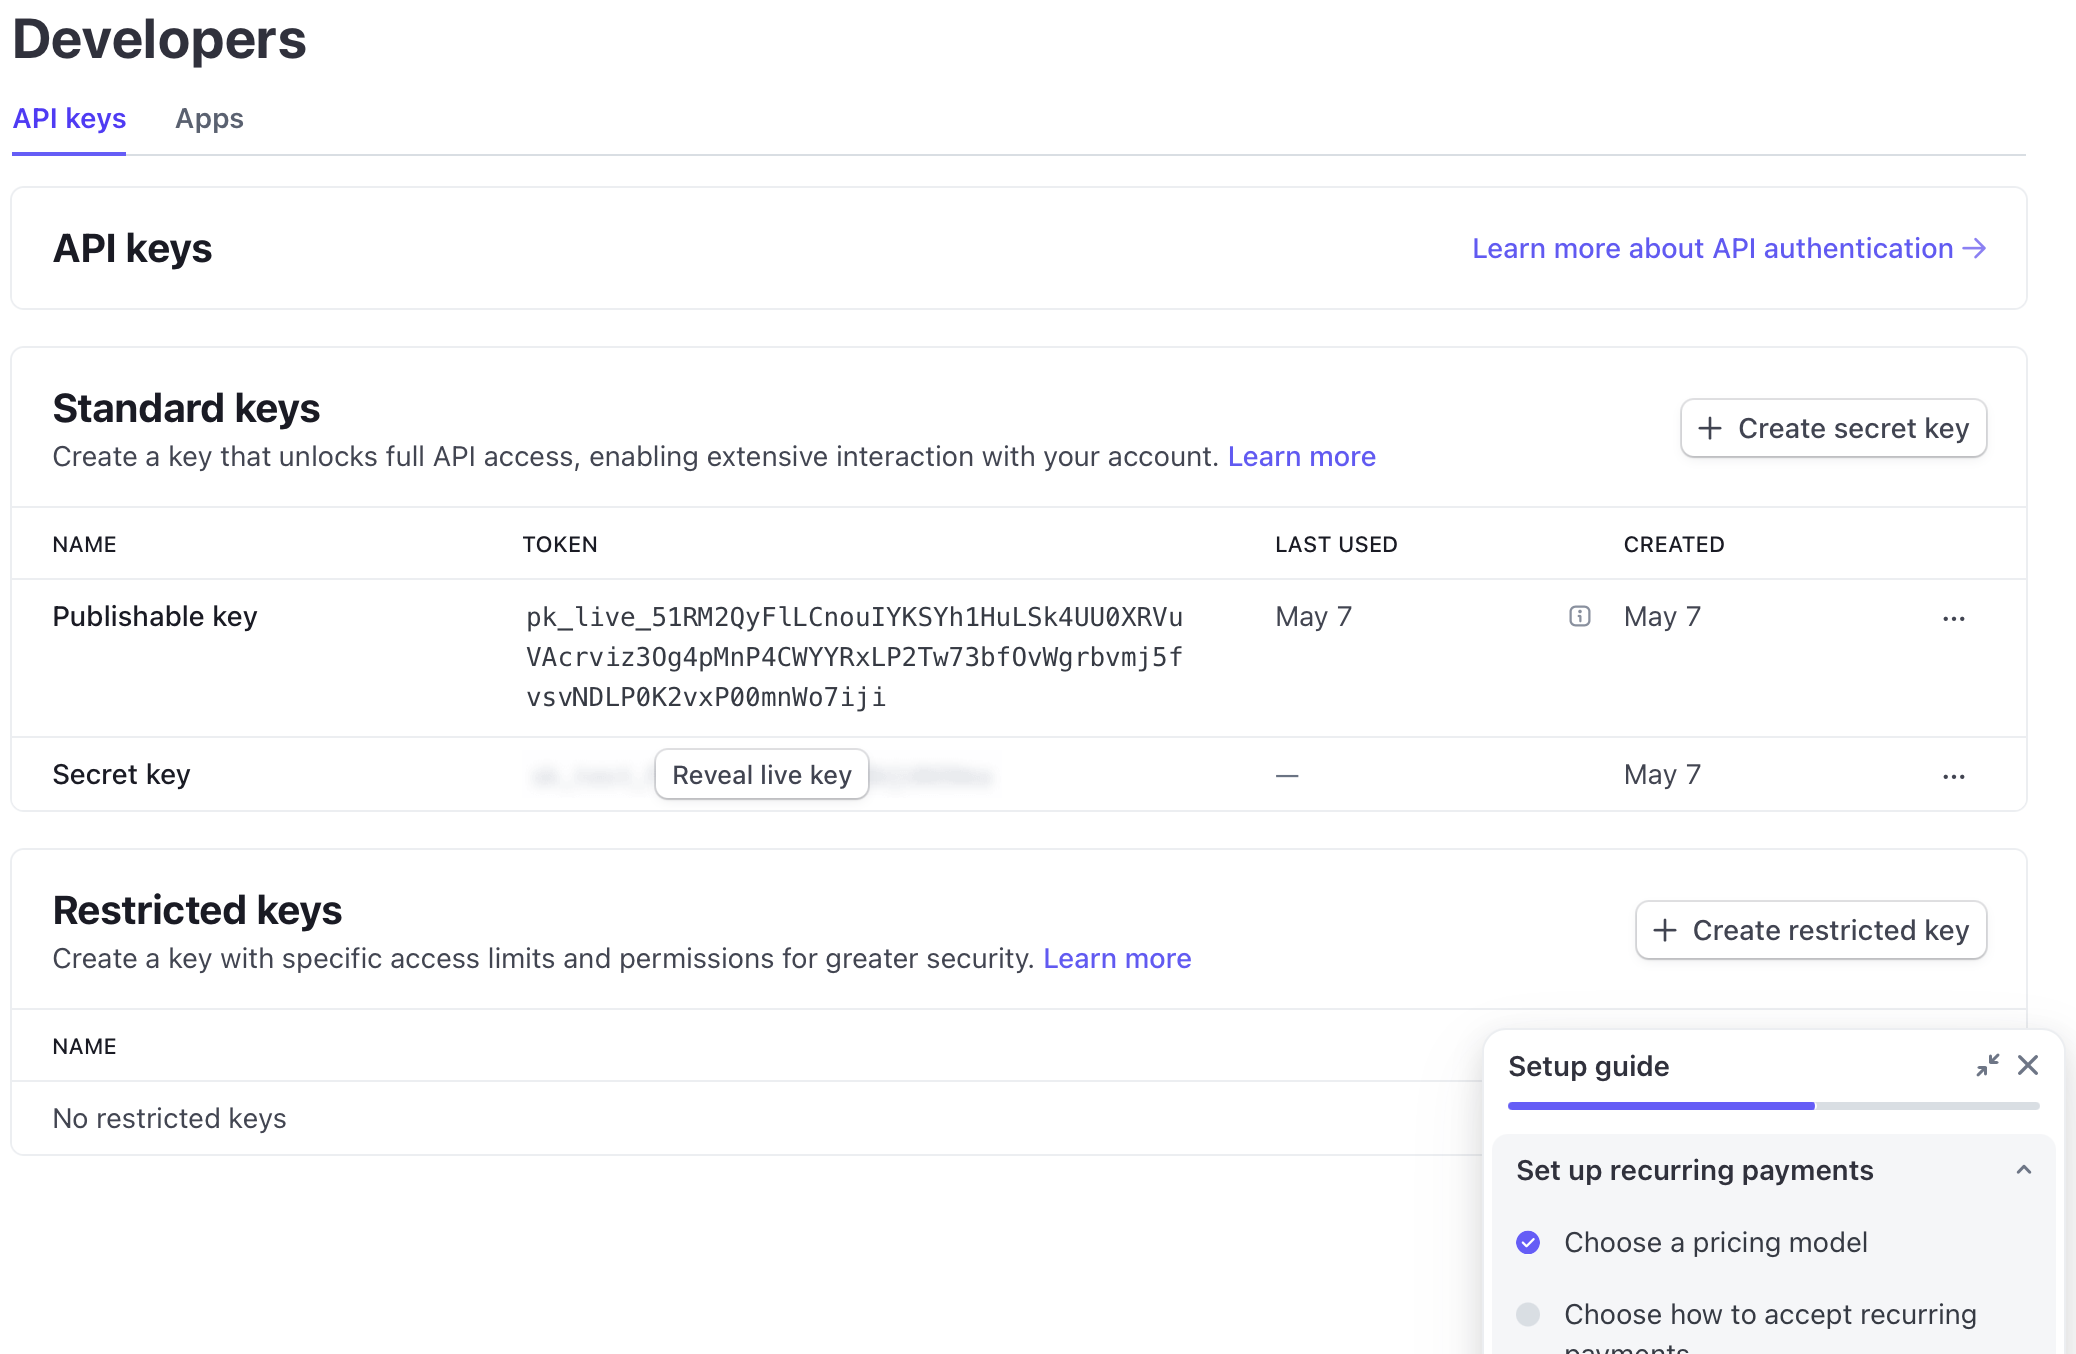 Developers
API keys
Apps
API keys
Learn more about API authentication →
Standard keys
Create a key that unlocks full API access, enabling extensive interaction with your account. Learn more
+ Create secret key
NAME
TOKEN
LAST USED
CREATED
Publishable key
pk_live_51RM2QyFlLCnouIYKSYh1HuLSk4UU0XRVu
VAcrviz3Og4pMnP4CWYYRxLP2Tw73bfOvWgrbvmj5f
vsvNDLP0K2vxP00mnWo7iji
May 7
May 7
Secret key
Reveal live key
—
May 7
Restricted keys
Create a key with specific access limits and permissions for greater security. Learn more
+ Create restricted key
NAME
No restricted keys
Setup guide
Set up recurring payments
Choose a pricing model
Choose how to accept recurring
payments